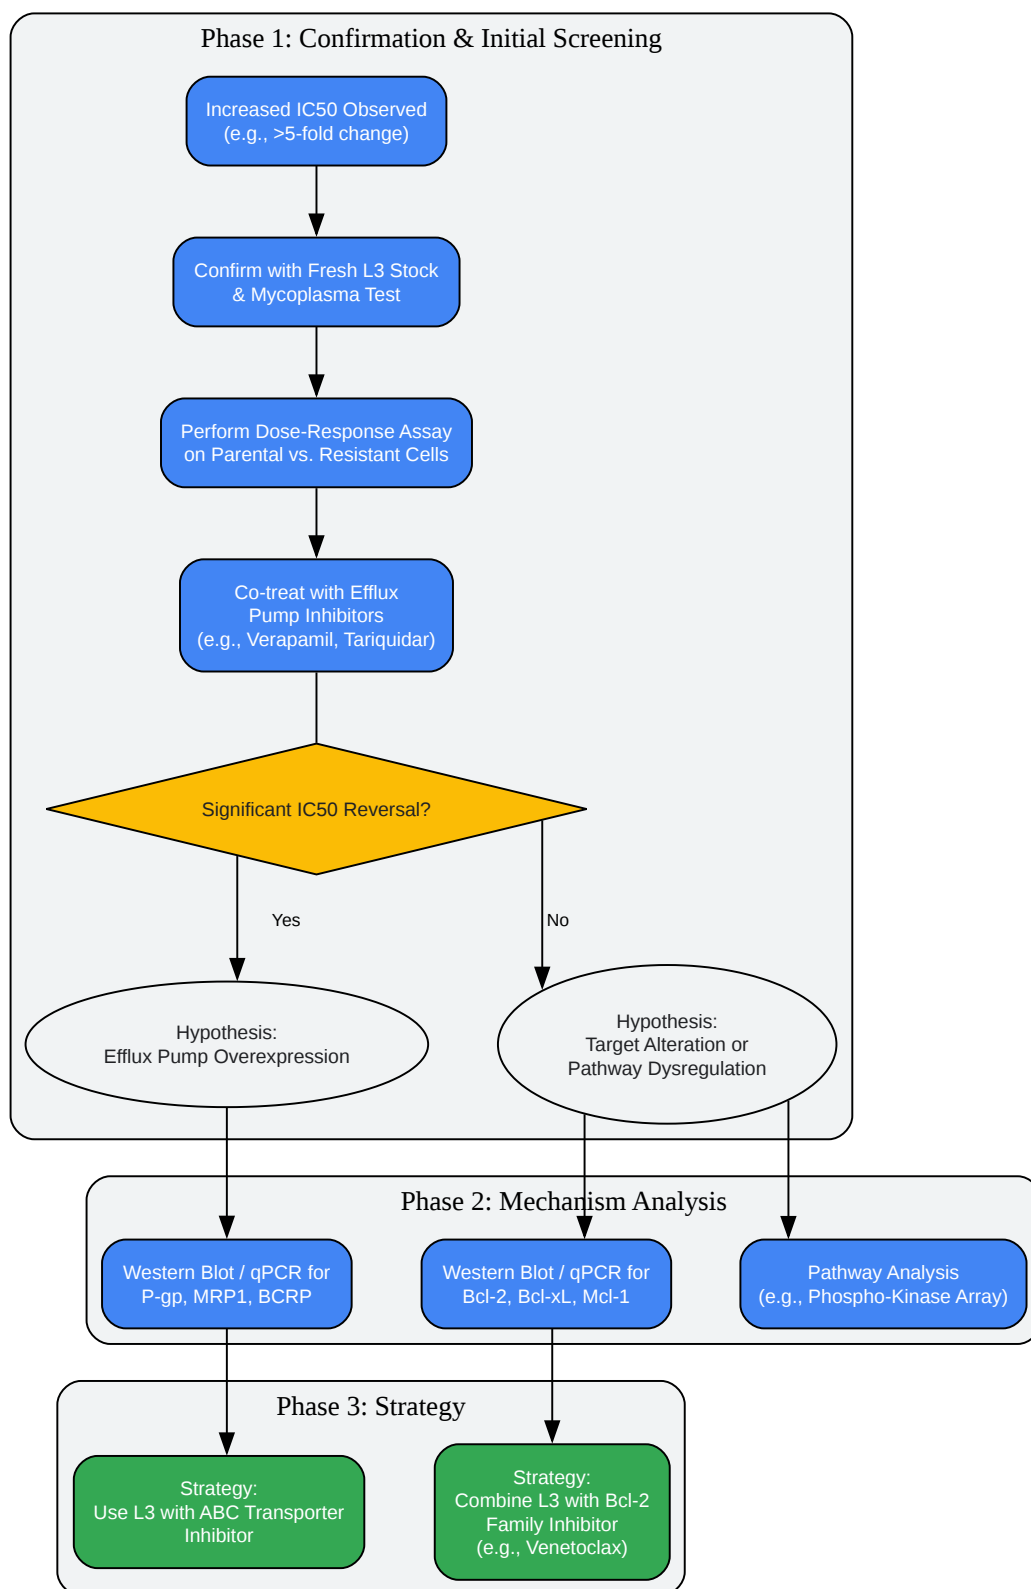 Phase 1: Confirmation & Initial Screening
Increased IC50 Observed
(e.g., >5-fold change)
Confirm with Fresh L3 Stock
& Mycoplasma Test
Perform Dose-Response Assay
on Parental vs. Resistant Cells
Co-treat with Efflux
Pump Inhibitors
(e.g., Verapamil, Tariquidar)
Significant IC50 Reversal?
Yes
No
Hypothesis:
Efflux Pump Overexpression
Hypothesis:
Target Alteration or
Pathway Dysregulation
Phase 2: Mechanism Analysis
Western Blot / qPCR for
P-gp, MRP1, BCRP
Western Blot / qPCR for
Bcl-2, Bcl-xL, Mcl-1
Pathway Analysis
(e.g., Phospho-Kinase Array)
Phase 3: Strategy
Strategy:
Use L3 with ABC Transporter
Inhibitor
Strategy:
Combine L3 with Bcl-2
Family Inhibitor
(e.g., Venetoclax)